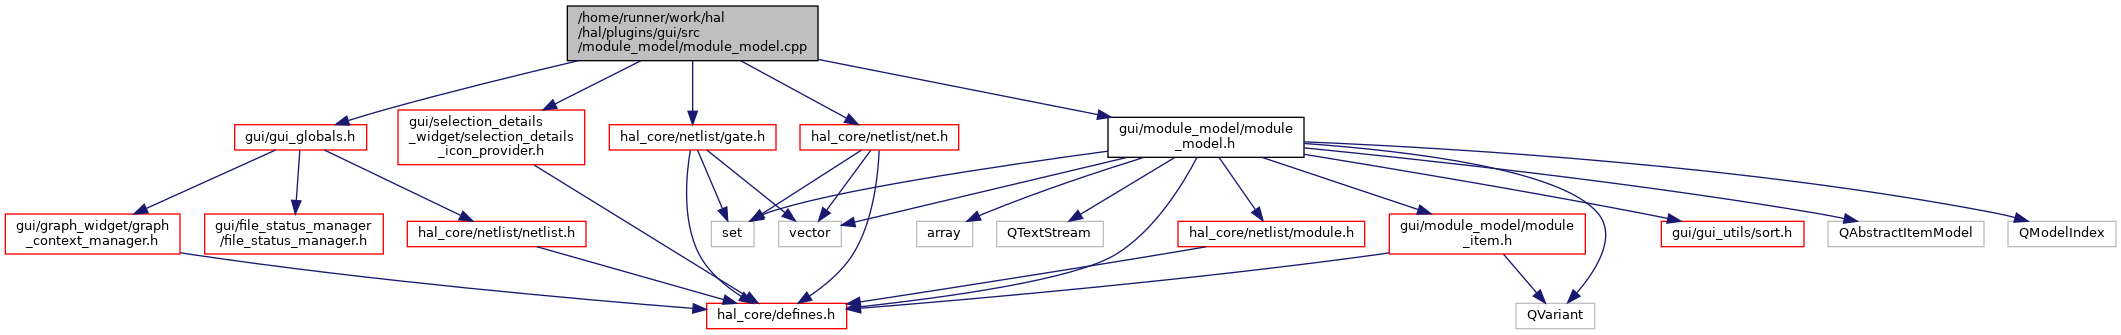 /home/runner/work/hal
/hal/plugins/gui/src
/module_model/module_model.cpp
gui/gui_globals.h
gui/selection_details
_widget/selection_details
_icon_provider.h
hal_core/netlist/gate.h
hal_core/netlist/net.h
gui/module_model/module
_model.h
gui/graph_widget/graph
_context_manager.h
gui/file_status_manager
/file_status_manager.h
hal_core/netlist/netlist.h
set
vector
array
QTextStream
hal_core/netlist/module.h
gui/module_model/module
_item.h
gui/gui_utils/sort.h
QAbstractItemModel
QModelIndex
hal_core/defines.h
QVariant